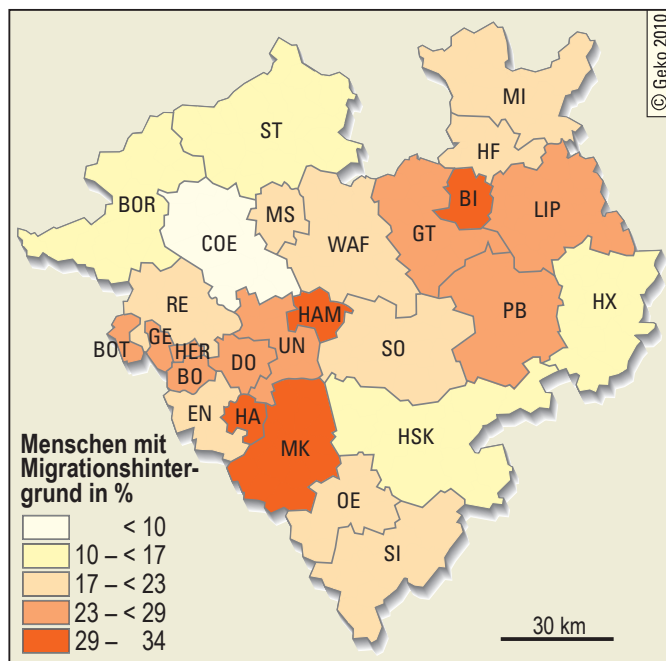 © Geko 2010
MI
ST
HF
BI
BOR
MS
LIP
COE
WAF
GT
RE
HAM
PB
HX
GE
UN
BOT
HER
DO
SO
BO
EN
HA
MK
HSK
OE
SI
Menschen mit
Migrationshinter-
grund in %
< 10
10 – < 17
17 – < 23
23 – < 29
29 – 34
30 km